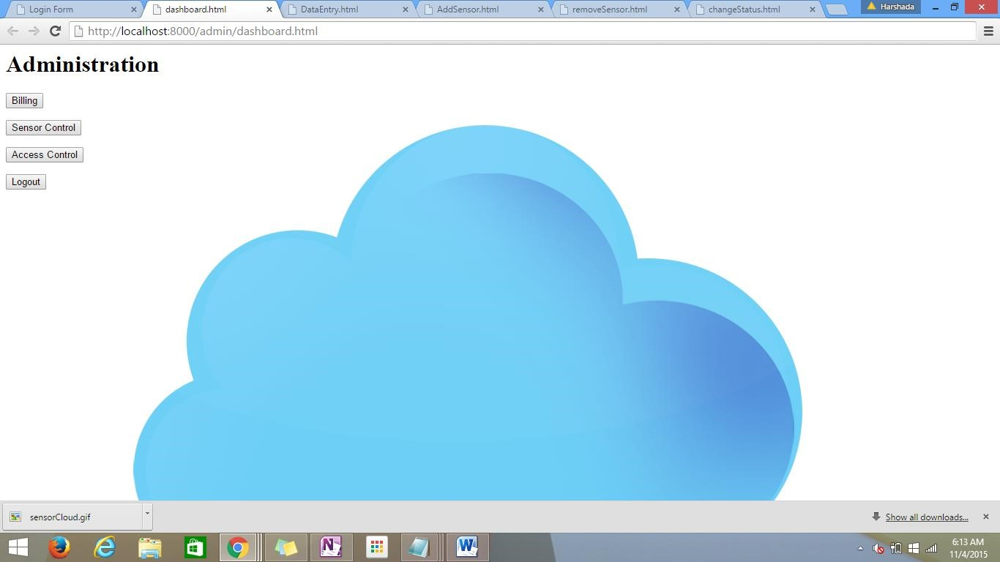 Login Form
dashboard.html
DataEntry.html
AddSensor.html
removeSensor.html
changeStatus.html
Harshada
http://localhost:8000/admin/dashboard.html
Administration
Billing
Sensor Control
Access Control
Logout
sensorCloud.gif
Show all downloads...
6:13 AM
11/4/2015